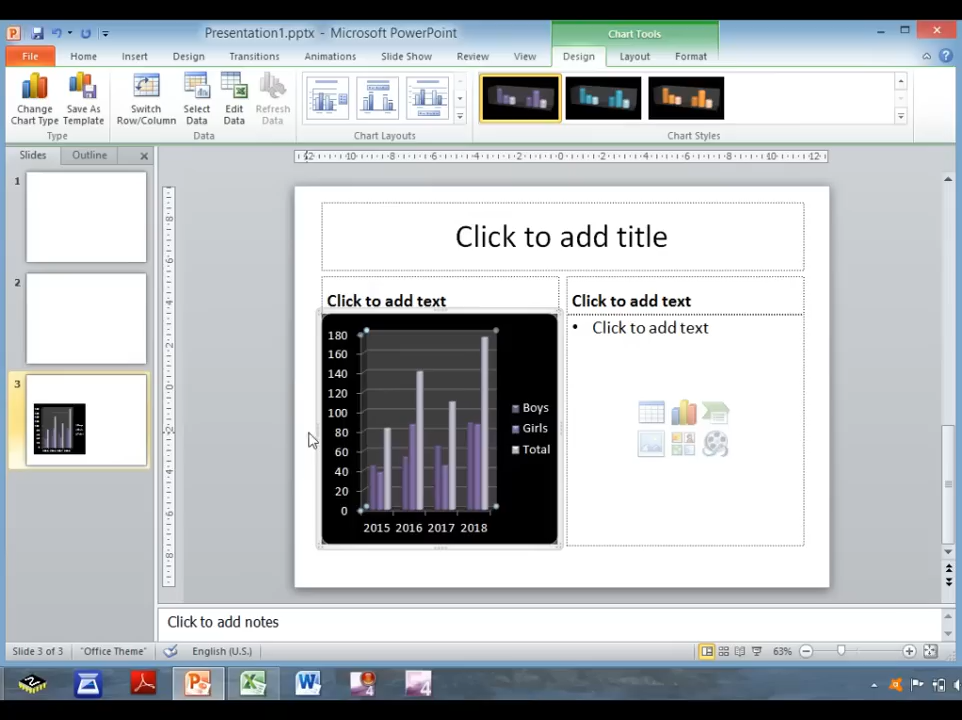 Presentation1.pptx - Microsoft PowerPoint
Chart Tools
File Home Insert Design Transitions Animations Slide Show Review View Design Layout Format
Change Chart Type
Save As Template
Switch Row/Column
Select Data
Edit Data
Refresh Data
Type
Data
Chart Layouts
Chart Styles
Slides Outline
1
2
3
Click to add title
Click to add text
Click to add text
Click to add text
180
160
140
120
100
80
60
40
20
0
2015 2016 2017 2018
Boys
Girls
Total
Click to add notes
Slide 3 of 3 "Office Theme" English (U.S.) 63%